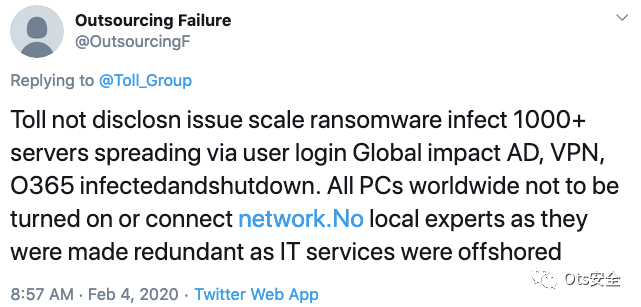 Outsourcing Failure
@OutsourcingF
Replying to @Toll_Group
Toll not disclosn issue scale ransomware infect 1000+
servers spreading via user login Global impact AD, VPN,
O365 infectedandshutdown. All PCs worldwide not to be
turned on or connect network.No local experts as they
were made redundant as IT services were offshored
8:57 AM · Feb 4, 2020 · Twitter Web App
Ots安全